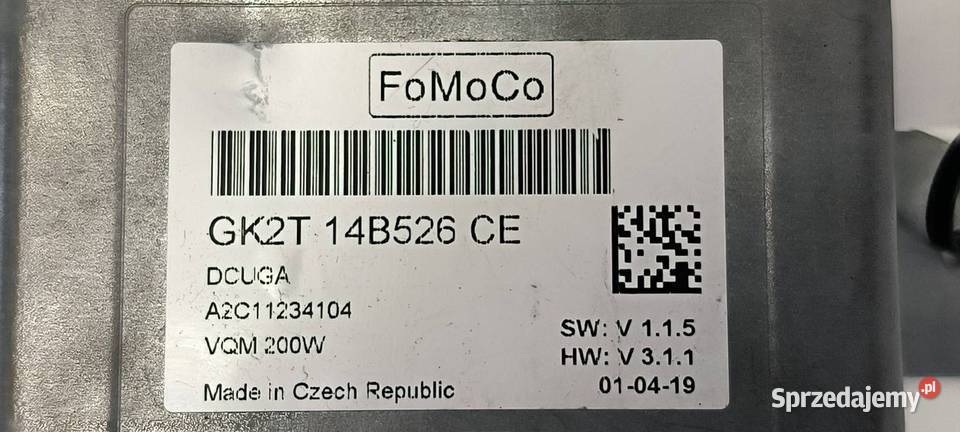 FoMoCo
GK2T 14B526 CE
DCUGA
A2C11234104
VQM 200W
SW: V 1.1.5
HW: V 3.1.1
Made in Czech Republic
01-04-19
Sprzedajemy.pl